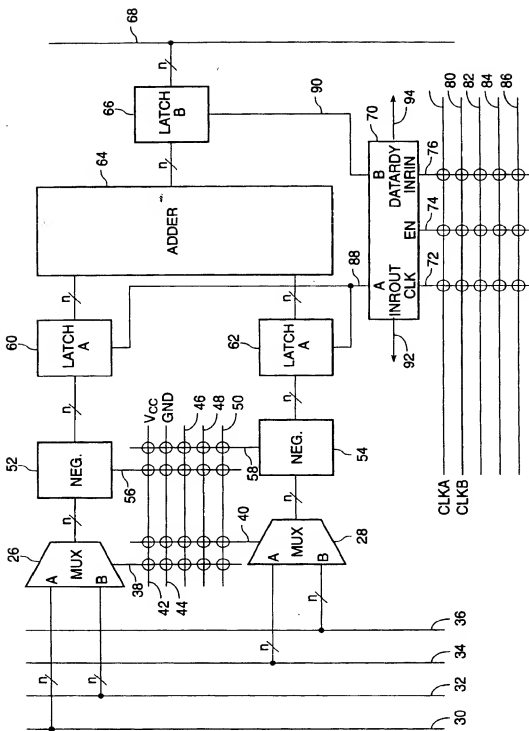 68
66
LATCH
B
n
n
90
64
ADDER
n
n
60
LATCH
A
62
LATCH
A
88
n
n
52
NEG.
56
VCC
GND
46
48
50
58
NEG.
54
n
n
26
MUX
A
B
38
42
44
40
MUX
A
B
28
n
n
n
n
30
32
34
36
70
A
B
INROUT
DATARDY
CLK
EN
INRIN
92
94
72
74
76
80
82
84
86
CLKA
CLKB